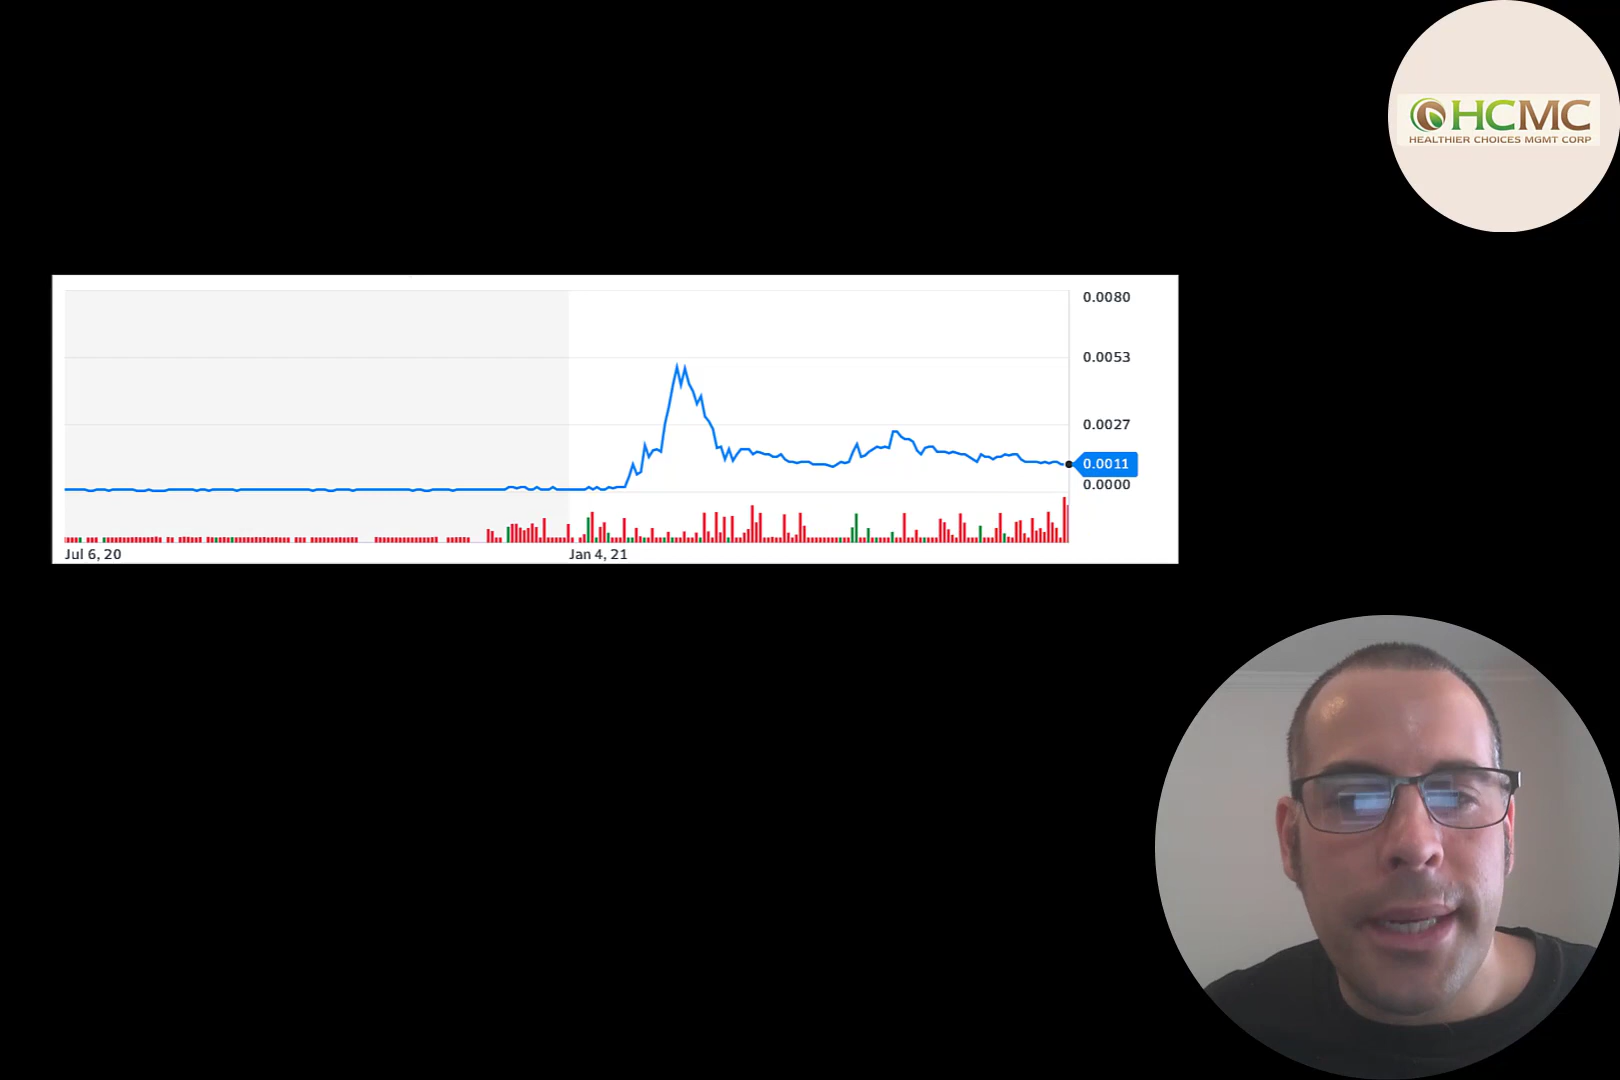 HCMC
HEALTHIER CHOICES MGMT CORP
0.0080
0.0053
0.0027
0.0011
0.0000
Jul 6, 20
Jan 4, 21